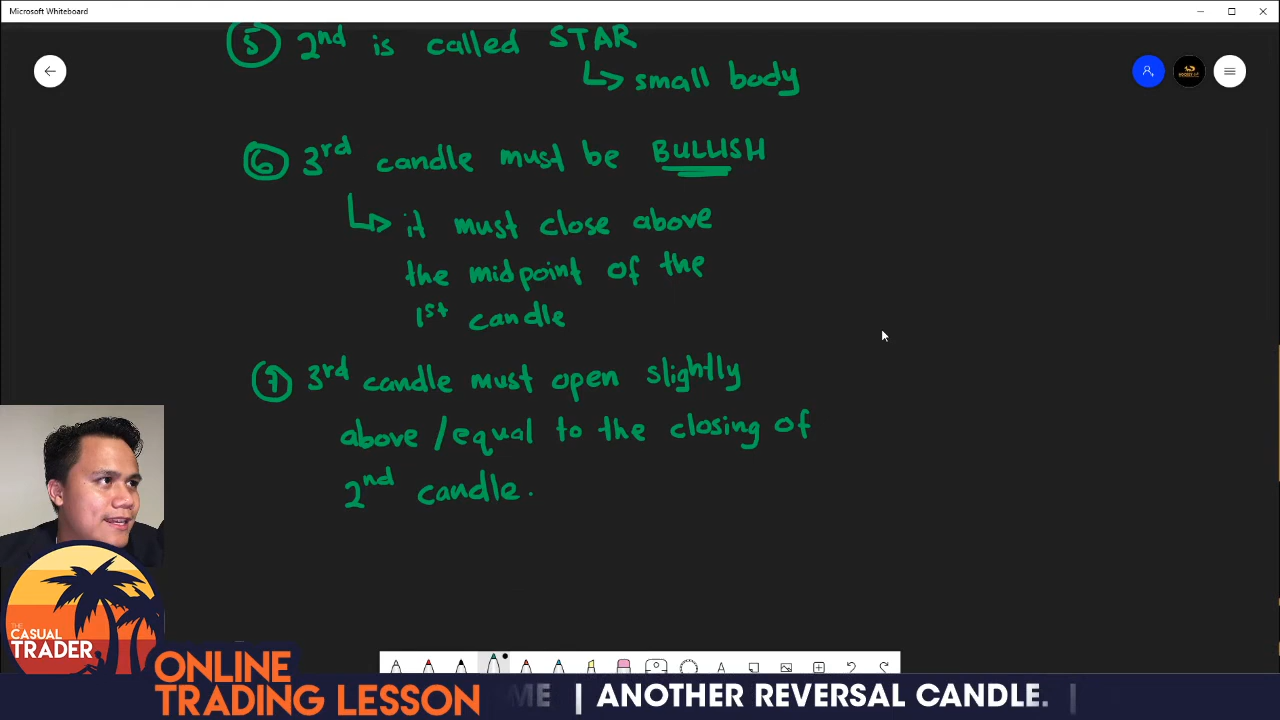 Microsoft Whiteboard
5 2nd is called STAR
small body
6 3rd candle must be BULLISH
it must close above
the midpoint of the
1st candle
7 3rd candle must open slightly
above/equal to the closing of
2nd candle.
THE
CASUAL
TRADER
ONLINE
TRADING LESSON
ME | ANOTHER REVERSAL CANDLE. |